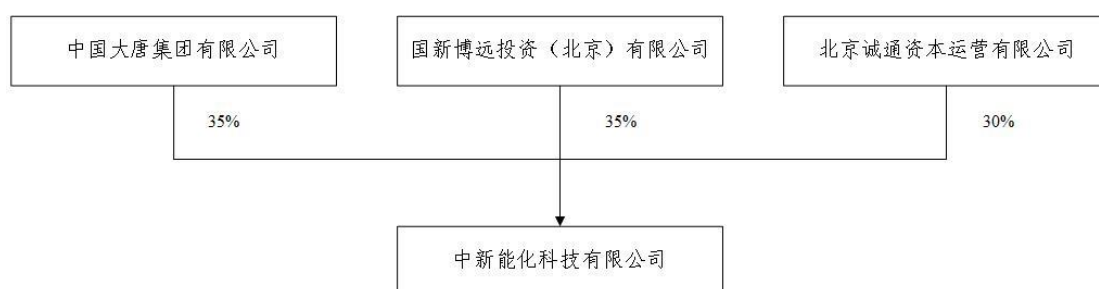 中国大唐集团有限公司
国新博远投资（北京）有限公司
北京诚通资本运营有限公司
35%
35%
30%
中新能化科技有限公司